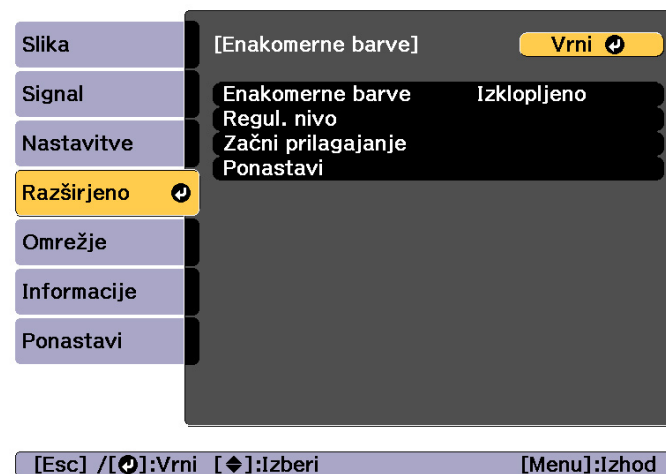 Slika
Signal
Nastavitve
Razširjeno
Omrežje
Informacije
Ponastavi
[Enakomerne barve] Vrni
Enakomerne barve Izklopljeno
Regul. nivo
Začni prilagajanje
Ponastavi
[Esc] /[]:Vrni []:Izberi [Menu]:Izhod